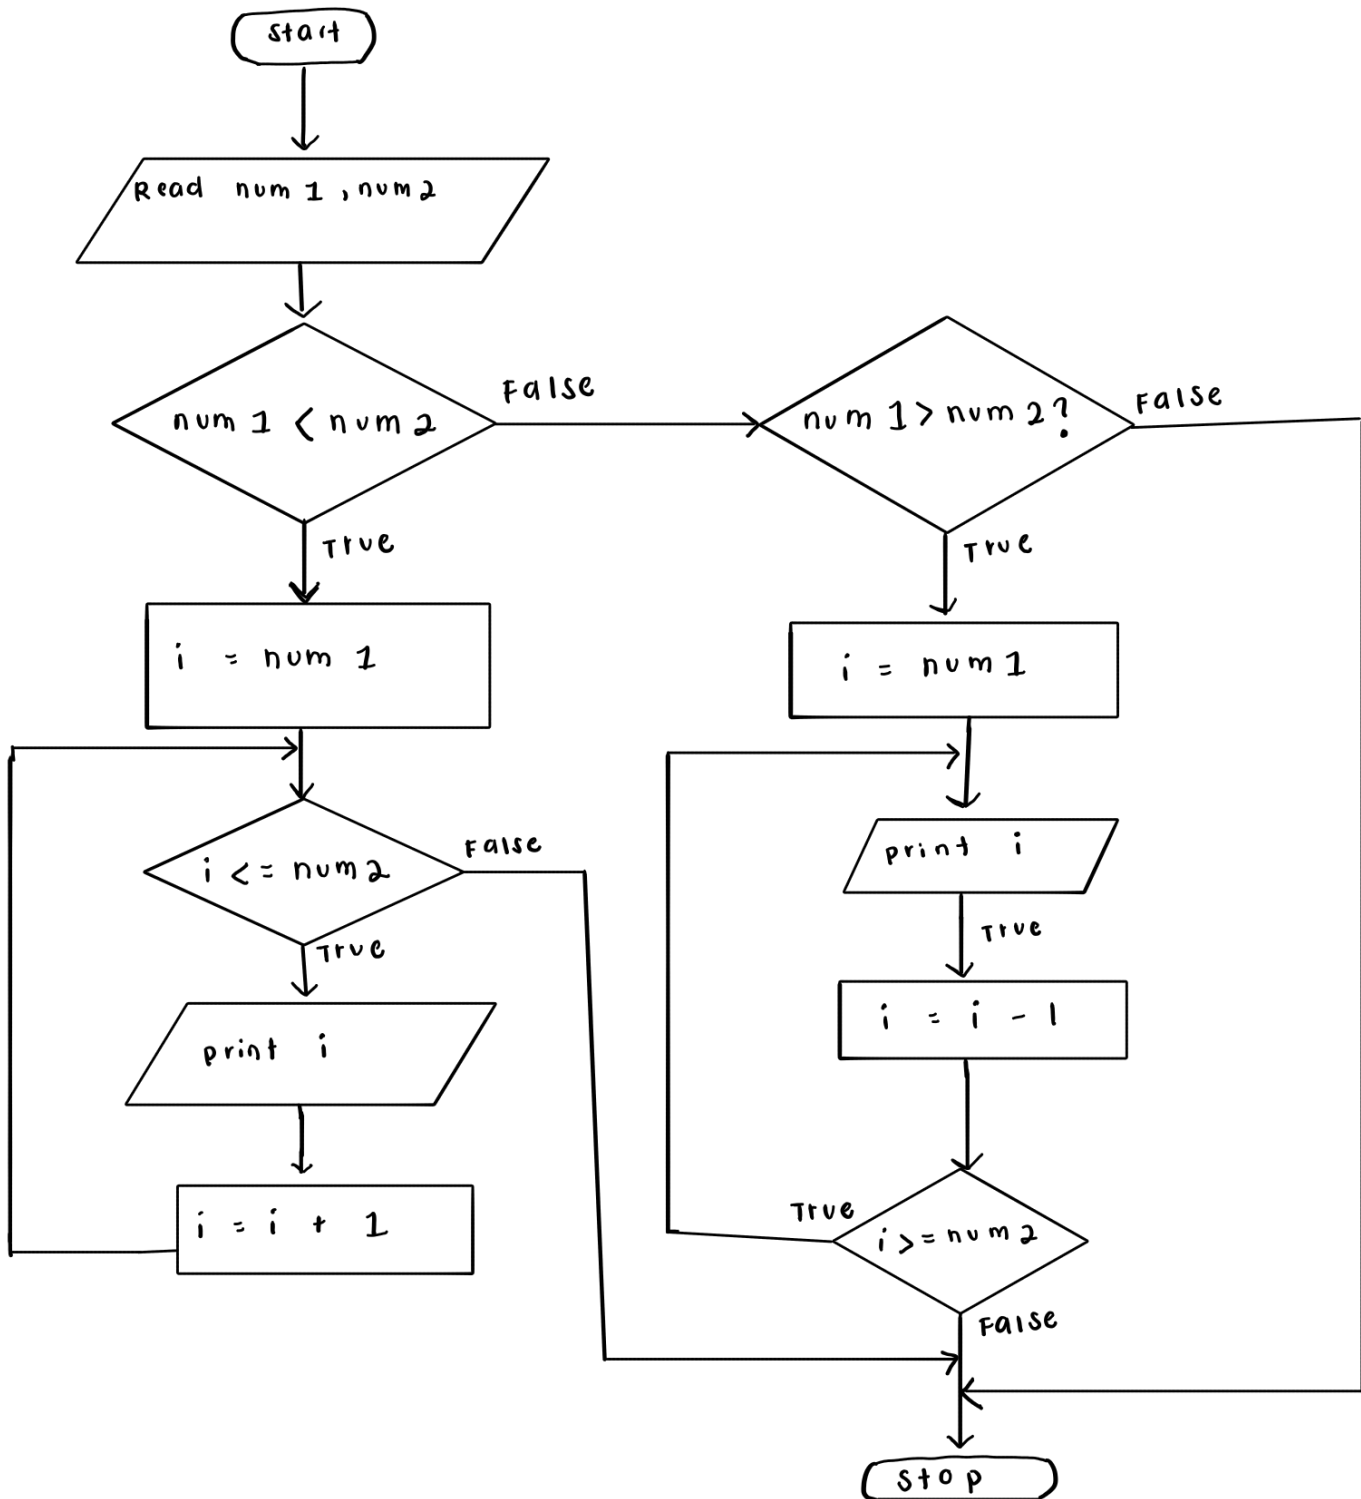 Start
Read num 1, num 2
num 1 < num 2
False
True
i = num 1
i <= num 2
False
True
print i
i = i + 1
num 1 > num 2?
False
True
i = num 1
print i
True
i = i - 1
i >= num 2
True
False
Stop